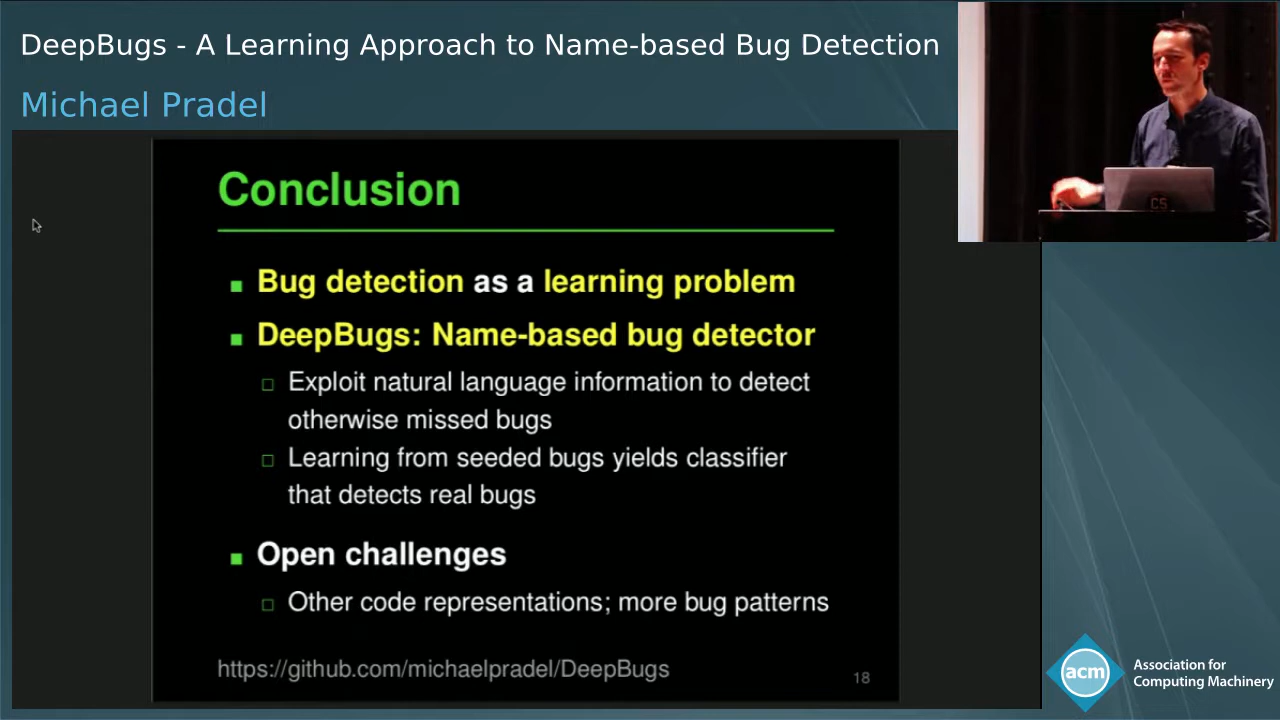 DeepBugs - A Learning Approach to Name-based Bug Detection
Michael Pradel
Conclusion
Bug detection as a learning problem
DeepBugs: Name-based bug detector
Exploit natural language information to detect
otherwise missed bugs
Learning from seeded bugs yields classifier
that detects real bugs
Open challenges
Other code representations; more bug patterns
https://github.com/michaelpradel/DeepBugs
18
CS
acm
Association for
Computing Machinery